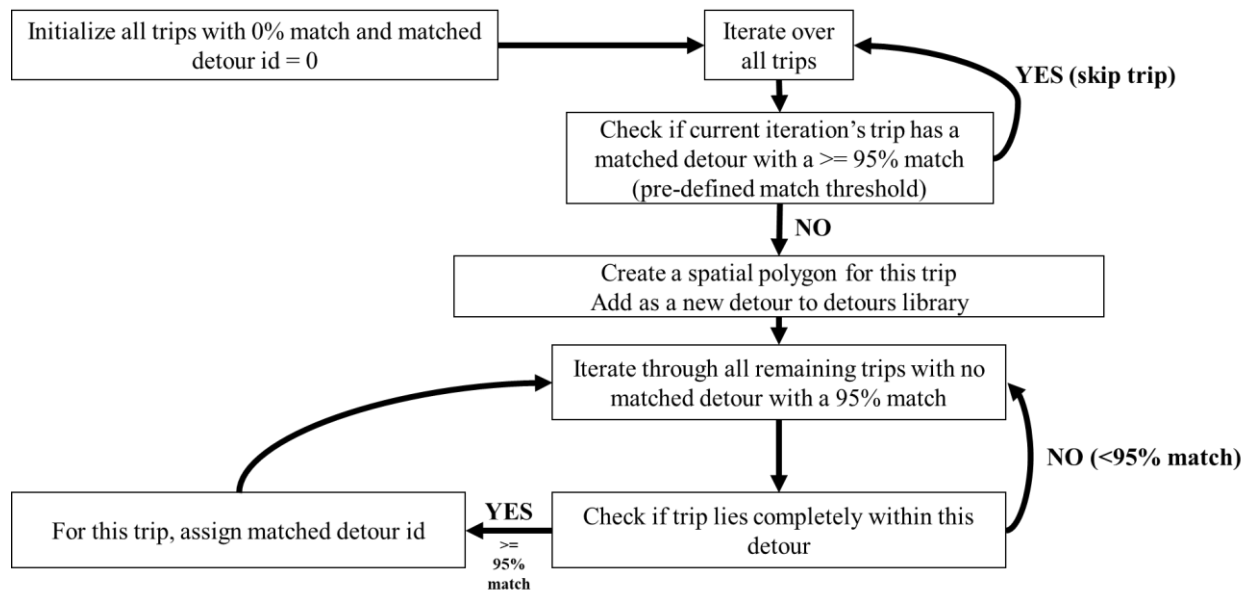 Initialize all trips with 0% match and matched
detour id = 0
Iterate over
all trips
YES (skip trip)
Check if current iteration’s trip has a
matched detour with a >= 95% match
(pre-defined match threshold)
NO
Create a spatial polygon for this trip
Add as a new detour to detours library
Iterate through all remaining trips with no
matched detour with a 95% match
NO (<95% match)
Check if trip lies completely within this
detour
YES
>=
95%
match
For this trip, assign matched detour id